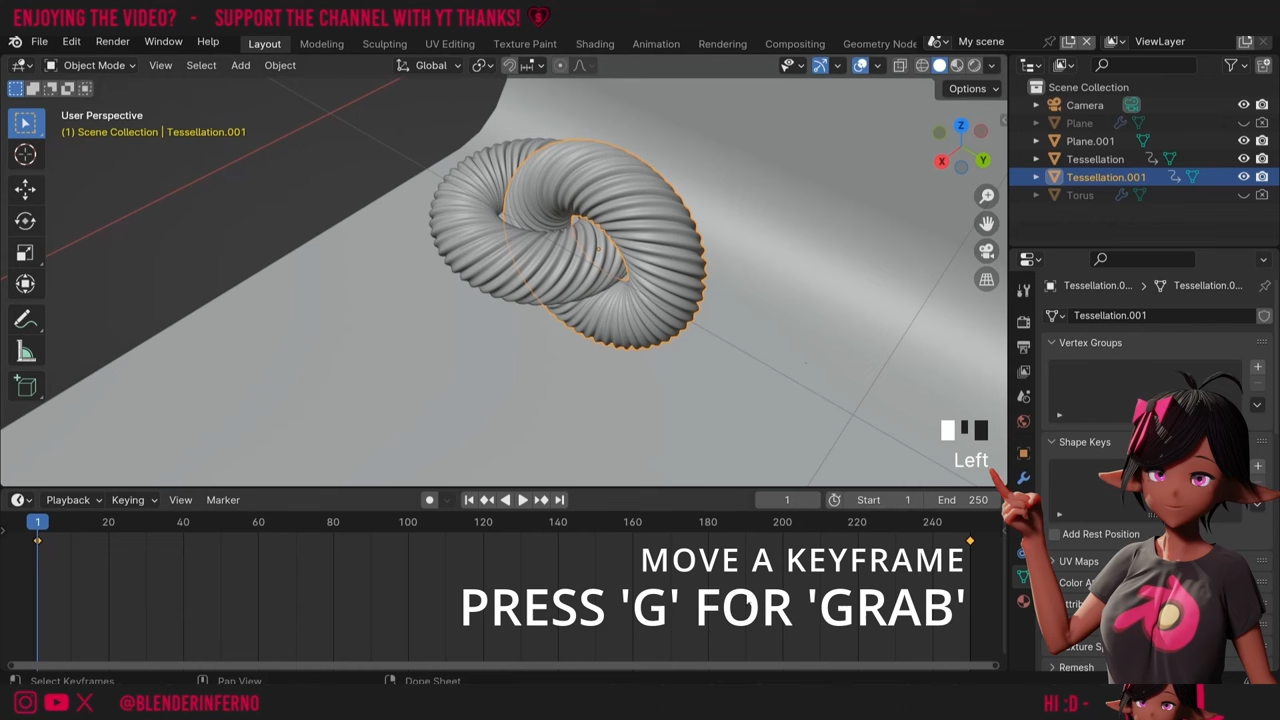 ENJOYING THE VIDEO? - SUPPORT THE CHANNEL WITH YT THANKS!
File Edit Render Window Help Layout Modeling Sculpting UV Editing Texture Paint Shading Animation Rendering Compositing Geometry Node My scene ViewLayer
Object Mode View Select Add Object Global
Options
User Perspective
(1) Scene Collection | Tessellation.001
Z
X
Y
Scene Collection
Camera
Plane
Plane.001
Tessellation
Tessellation.001
Torus
Tessellation.0... > Tessellation.0...
Tessellation.001
Vertex Groups
Shape Keys
Add Rest Position
UV Maps
Color A
Texture Sp
Remesh
Left
Playback Keying View Marker 1 Start 1 End 250
1 20 40 60 80 100 120 140 160 180 200 220 240
MOVE A KEYFRAME
PRESS 'G' FOR 'GRAB'
Select Keyframes Pan View Dope Sheet
@BLENDERINFERNO
HI :D -